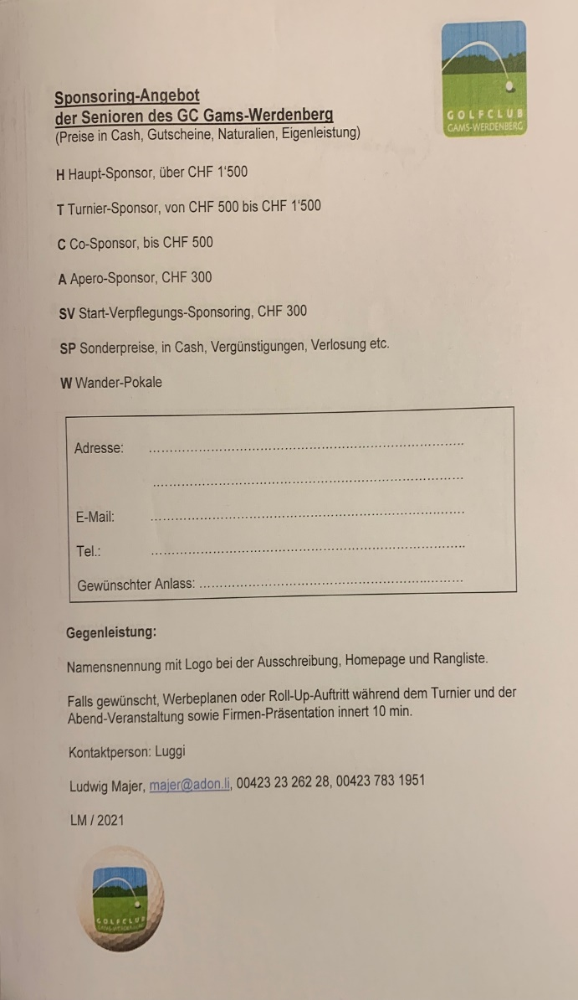 GOLFCLUB
GAMS-WERDENBERG
Sponsoring-Angebot
der Senioren des GC Gams-Werdenberg
(Preise in Cash, Gutscheine, Naturalien, Eigenleistung)
H Haupt-Sponsor, über CHF 1'500
T Turnier-Sponsor, von CHF 500 bis CHF 1'500
C Co-Sponsor, bis CHF 500
A Apero-Sponsor, CHF 300
SV Start-Verpflegungs-Sponsoring, CHF 300
SP Sonderpreise, in Cash, Vergünstigungen, Verlosung etc.
W Wander-Pokale
Adresse:
E-Mail:
Tel.:
Gewünschter Anlass:
Gegenleistung:
Namensnennung mit Logo bei der Ausschreibung, Homepage und Rangliste.
Falls gewünscht, Werbeplanen oder Roll-Up-Auftritt während dem Turnier und der
Abend-Veranstaltung sowie Firmen-Präsentation innert 10 min.
Kontaktperson: Luggi
Ludwig Majer, majer@adon.li, 00423 23 262 28, 00423 783 1951
LM / 2021
GOLFCLUB
GAMS-WERDENBERG